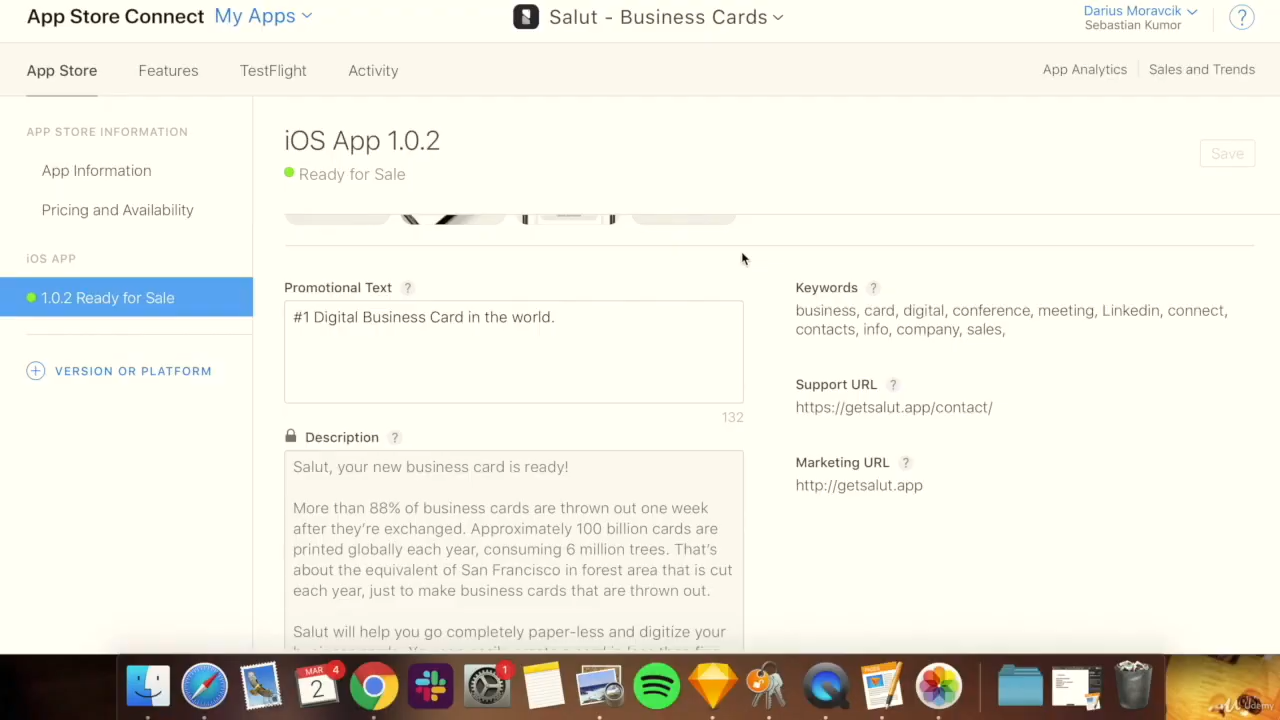 App Store Connect
My Apps
Salut - Business Cards
Darius Moravcik
Sebastian Kumor
?
App Store
Features
TestFlight
Activity
App Analytics
Sales and Trends
APP STORE INFORMATION
App Information
Pricing and Availability
iOS APP
1.0.2 Ready for Sale
VERSION OR PLATFORM
iOS App 1.0.2
Ready for Sale
Save
Promotional Text ?
#1 Digital Business Card in the world.
132
Description ?
Salut, your new business card is ready!
More than 88% of business cards are thrown out one week
after they're exchanged. Approximately 100 billion cards are
printed globally each year, consuming 6 million trees. That's
about the equivalent of San Francisco in forest area that is cut
each year, just to make business cards that are thrown out.
Salut will help you go completely paper-less and digitize your
Keywords ?
business, card, digital, conference, meeting, Linkedin, connect,
contacts, info, company, sales,
Support URL ?
https://getsalut.app/contact/
Marketing URL ?
http://getsalut.app
MAR
4
2
1
Udemy